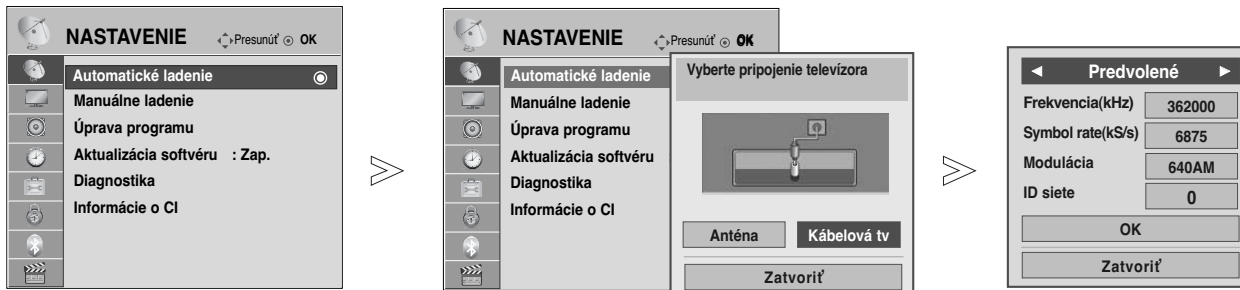 NASTAVENIE Presunúť OK
Automatické ladenie
Manuálne ladenie
Úprava programu
Aktualizácia softvéru : Zap.
Diagnostika
Informácie o CI
NASTAVENIE Presunúť OK
Automatické ladenie
Manuálne ladenie
Úprava programu
Aktualizácia softvéru
Diagnostika
Informácie o CI
Vyberte pripojenie televízora
Anténa Kábelová tv
Zatvoriť
Predvolené
Frekvencia(kHz) 362000
Symbol rate(kS/s) 6875
Modulácia 640AM
ID siete 0
OK
Zatvoriť